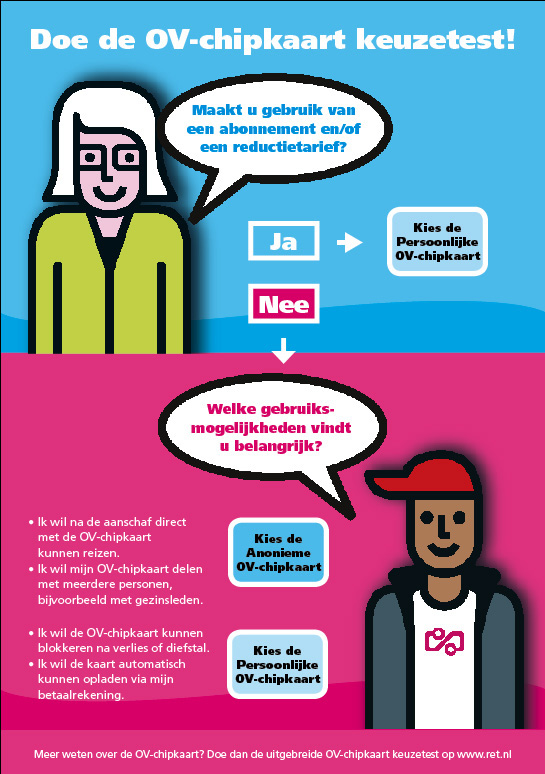 Doe de OV-chipkaart keuzetest!
Maakt u gebruik van
een abonnement en/of
een reductietarief?
Ja
Kies de
Persoonlijke
OV-chipkaart
Nee
Welke gebruiks-
mogelijkheden vindt
u belangrijk?
• Ik wil na de aanschaf direct
met de OV-chipkaart
kunnen reizen.
• Ik wil mijn OV-chipkaart delen
met meerdere personen,
bijvoorbeeld met gezinsleden.
Kies de
Anonieme
OV-chipkaart
• Ik wil de OV-chipkaart kunnen
blokkeren na verlies of diefstal.
• Ik wil de kaart automatisch
kunnen opladen via mijn
betaalrekening.
Kies de
Persoonlijke
OV-chipkaart
Meer weten over de OV-chipkaart? Doe dan de uitgebreide OV-chipkaart keuzetest op www.ret.nl